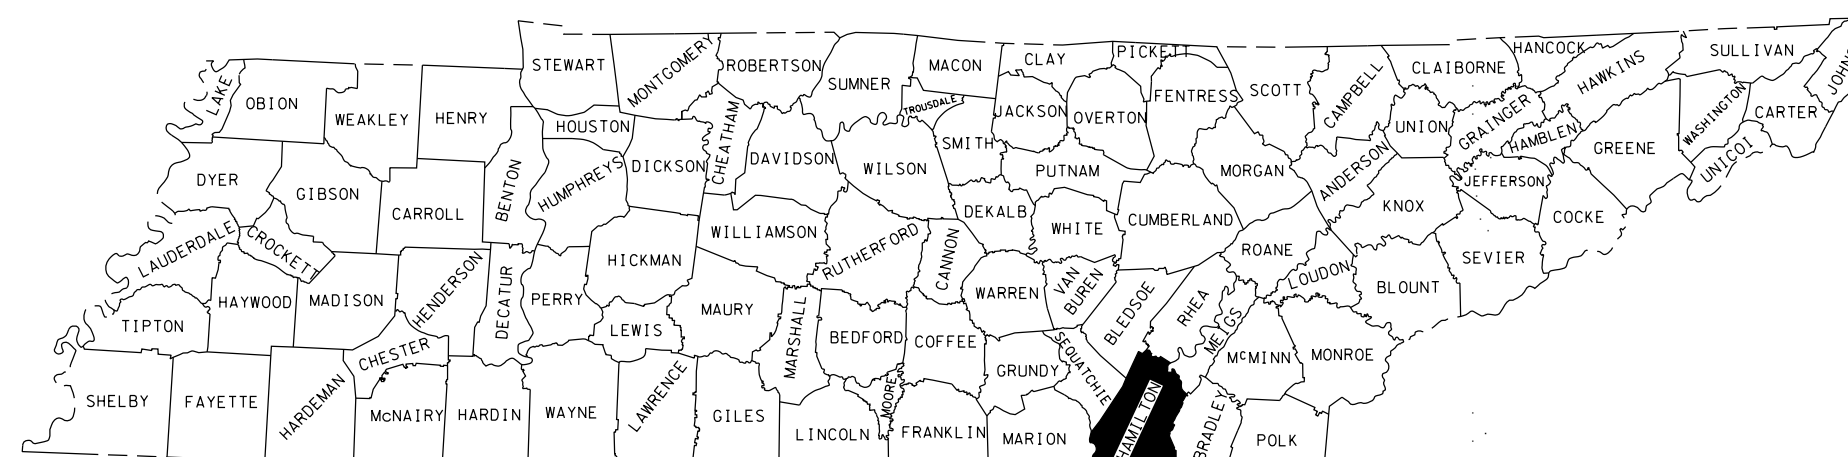 STEWART
MONTGOMERY
ROBERTSON
SUMNER
MACON
CLAY
PICKETT
SCOTT
CAMPBELL
CLAIBORNE
HANCOCK
HAWKINS
SULLIVAN
LAKE
OBION
WEAKLEY
HENRY
HOUSTON
CHEATHAM
TROUSDALE
JACKSON
OVERTON
FENTRESS
UNION
GRAINGER
HAMBLEN
GREENE
WASHINGTON
CARTER
UNICOI
DYER
GIBSON
CARROLL
BENTON
HUMPHREYS
DICKSON
DAVIDSON
WILSON
SMITH
PUTNAM
MORGAN
ANDERSON
KNOX
JEFFERSON
COCKE
LAUDERDALE
CROCKETT
WILLIAMSON
RUTHERFORD
CANNON
DEKALB
WHITE
CUMBERLAND
ROANE
LOUDON
BLOUNT
SEVIER
HAYWOOD
MADISON
HENDERSON
DECATUR
PERRY
HICKMAN
MAURY
WARREN
VAN
BUREN
BLEDSOE
RHEA
MEIGS
TIPTON
CHESTER
LEWIS
MARSHALL
BEDFORD
COFFEE
GRUNDY
SEQUATCHIE
McMINN
MONROE
SHELBY
FAYETTE
HARDEMAN
McNAIRY
HARDIN
WAYNE
LAWRENCE
GILES
LINCOLN
MOORE
FRANKLIN
MARION
HAMILTON
BRADLEY
POLK